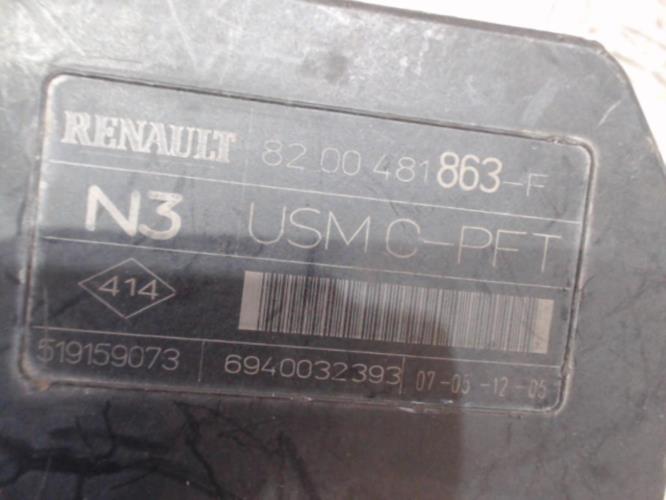 RENAULT 82 00 481 863-F
N3 USM C-PFT
414
519159073 6940032393 07-05-12-05